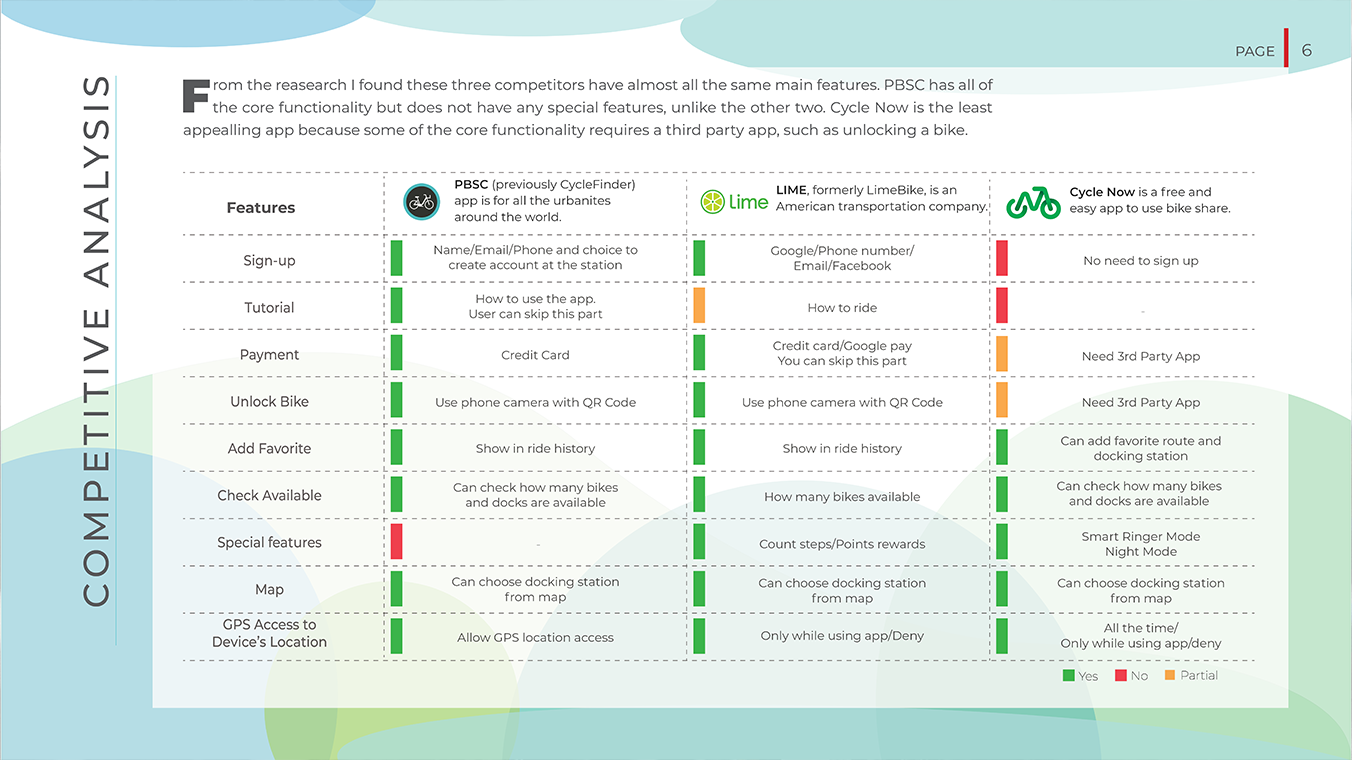 PAGE 6
COMPETITIVE ANALYSIS
From the reasearch I found these three competitors have almost all the same main features. PBSC has all of
the core functionality but does not have any special features, unlike the other two. Cycle Now is the least
appealling app because some of the core functionality requires a third party app, such as unlocking a bike.
Features
PBSC (previously CycleFinder)
app is for all the urbanites
around the world.
Lime
LIME, formerly LimeBike, is an
American transportation company.
Cycle Now is a free and
easy app to use bike share.
Sign-up
Name/Email/Phone and choice to
create account at the station
Google/Phone number/
Email/Facebook
No need to sign up
Tutorial
How to use the app.
User can skip this part
How to ride
-
Payment
Credit Card
Credit card/Google pay
You can skip this part
Need 3rd Party App
Unlock Bike
Use phone camera with QR Code
Use phone camera with QR Code
Need 3rd Party App
Add Favorite
Show in ride history
Show in ride history
Can add favorite route and
docking station
Check Available
Can check how many bikes
and docks are available
How many bikes available
Can check how many bikes
and docks are available
Special features
-
Count steps/Points rewards
Smart Ringer Mode
Night Mode
Map
Can choose docking station
from map
Can choose docking station
from map
Can choose docking station
from map
GPS Access to
Device's Location
Allow GPS location access
Only while using app/Deny
All the time/
Only while using app/deny
Yes No Partial